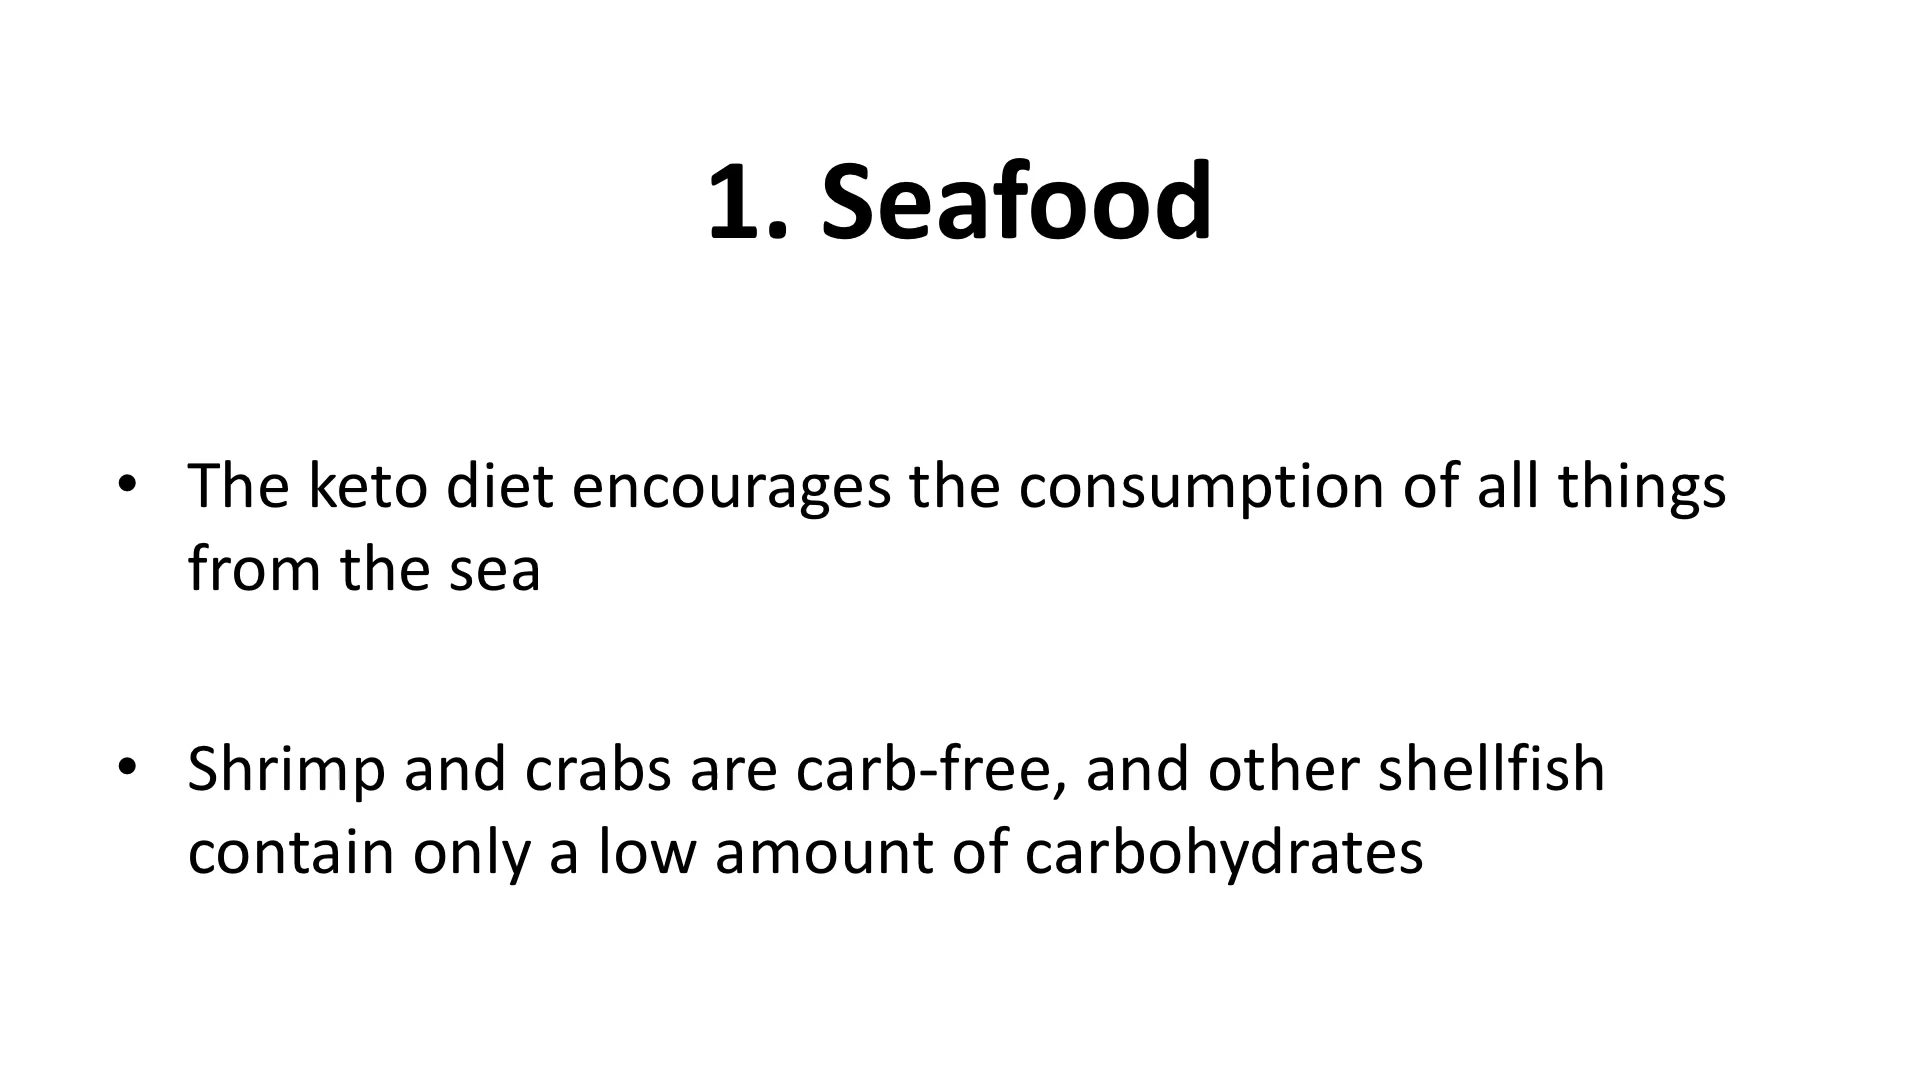 1. Seafood
• The keto diet encourages the consumption of all things
from the sea
• Shrimp and crabs are carb-free, and other shellfish
contain only a low amount of carbohydrates